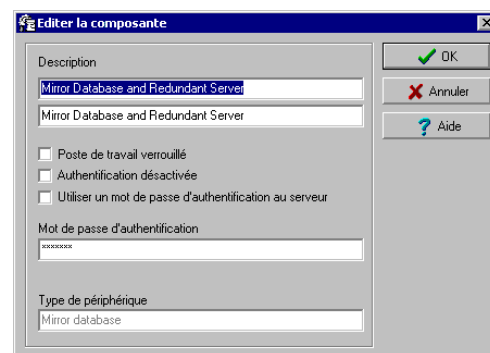 Editer la composante
Description
Mirror Database and Redundant Server
Mirror Database and Redundant Server
Poste de travail verrouillé
Authentification désactivée
Utiliser un mot de passe d'authentification au serveur
Mot de passe d'authentification
xxxxxxx
Type de périphérique
Mirror database
OK
Annuler
Aide